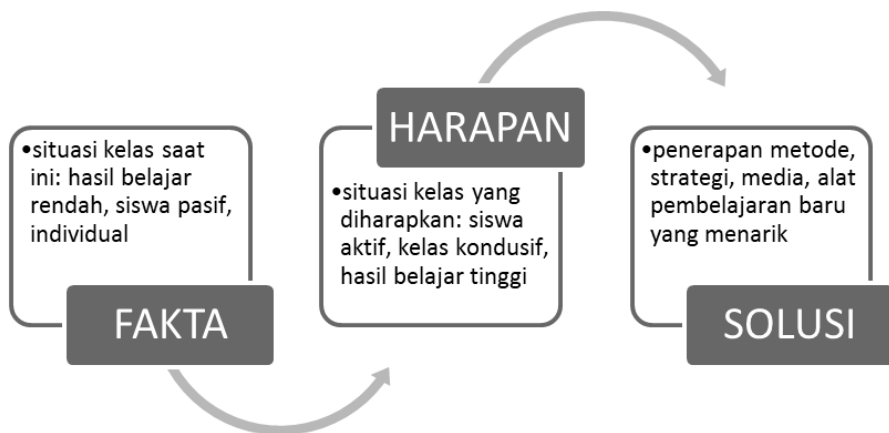 •situasi kelas saat
ini: hasil belajar
rendah, siswa pasif,
individual
FAKTA
HARAPAN
•situasi kelas yang
diharapkan: siswa
aktif, kelas kondusif,
hasil belajar tinggi
•penerapan metode,
strategi, media, alat
pembelajaran baru
yang menarik
SOLUSI